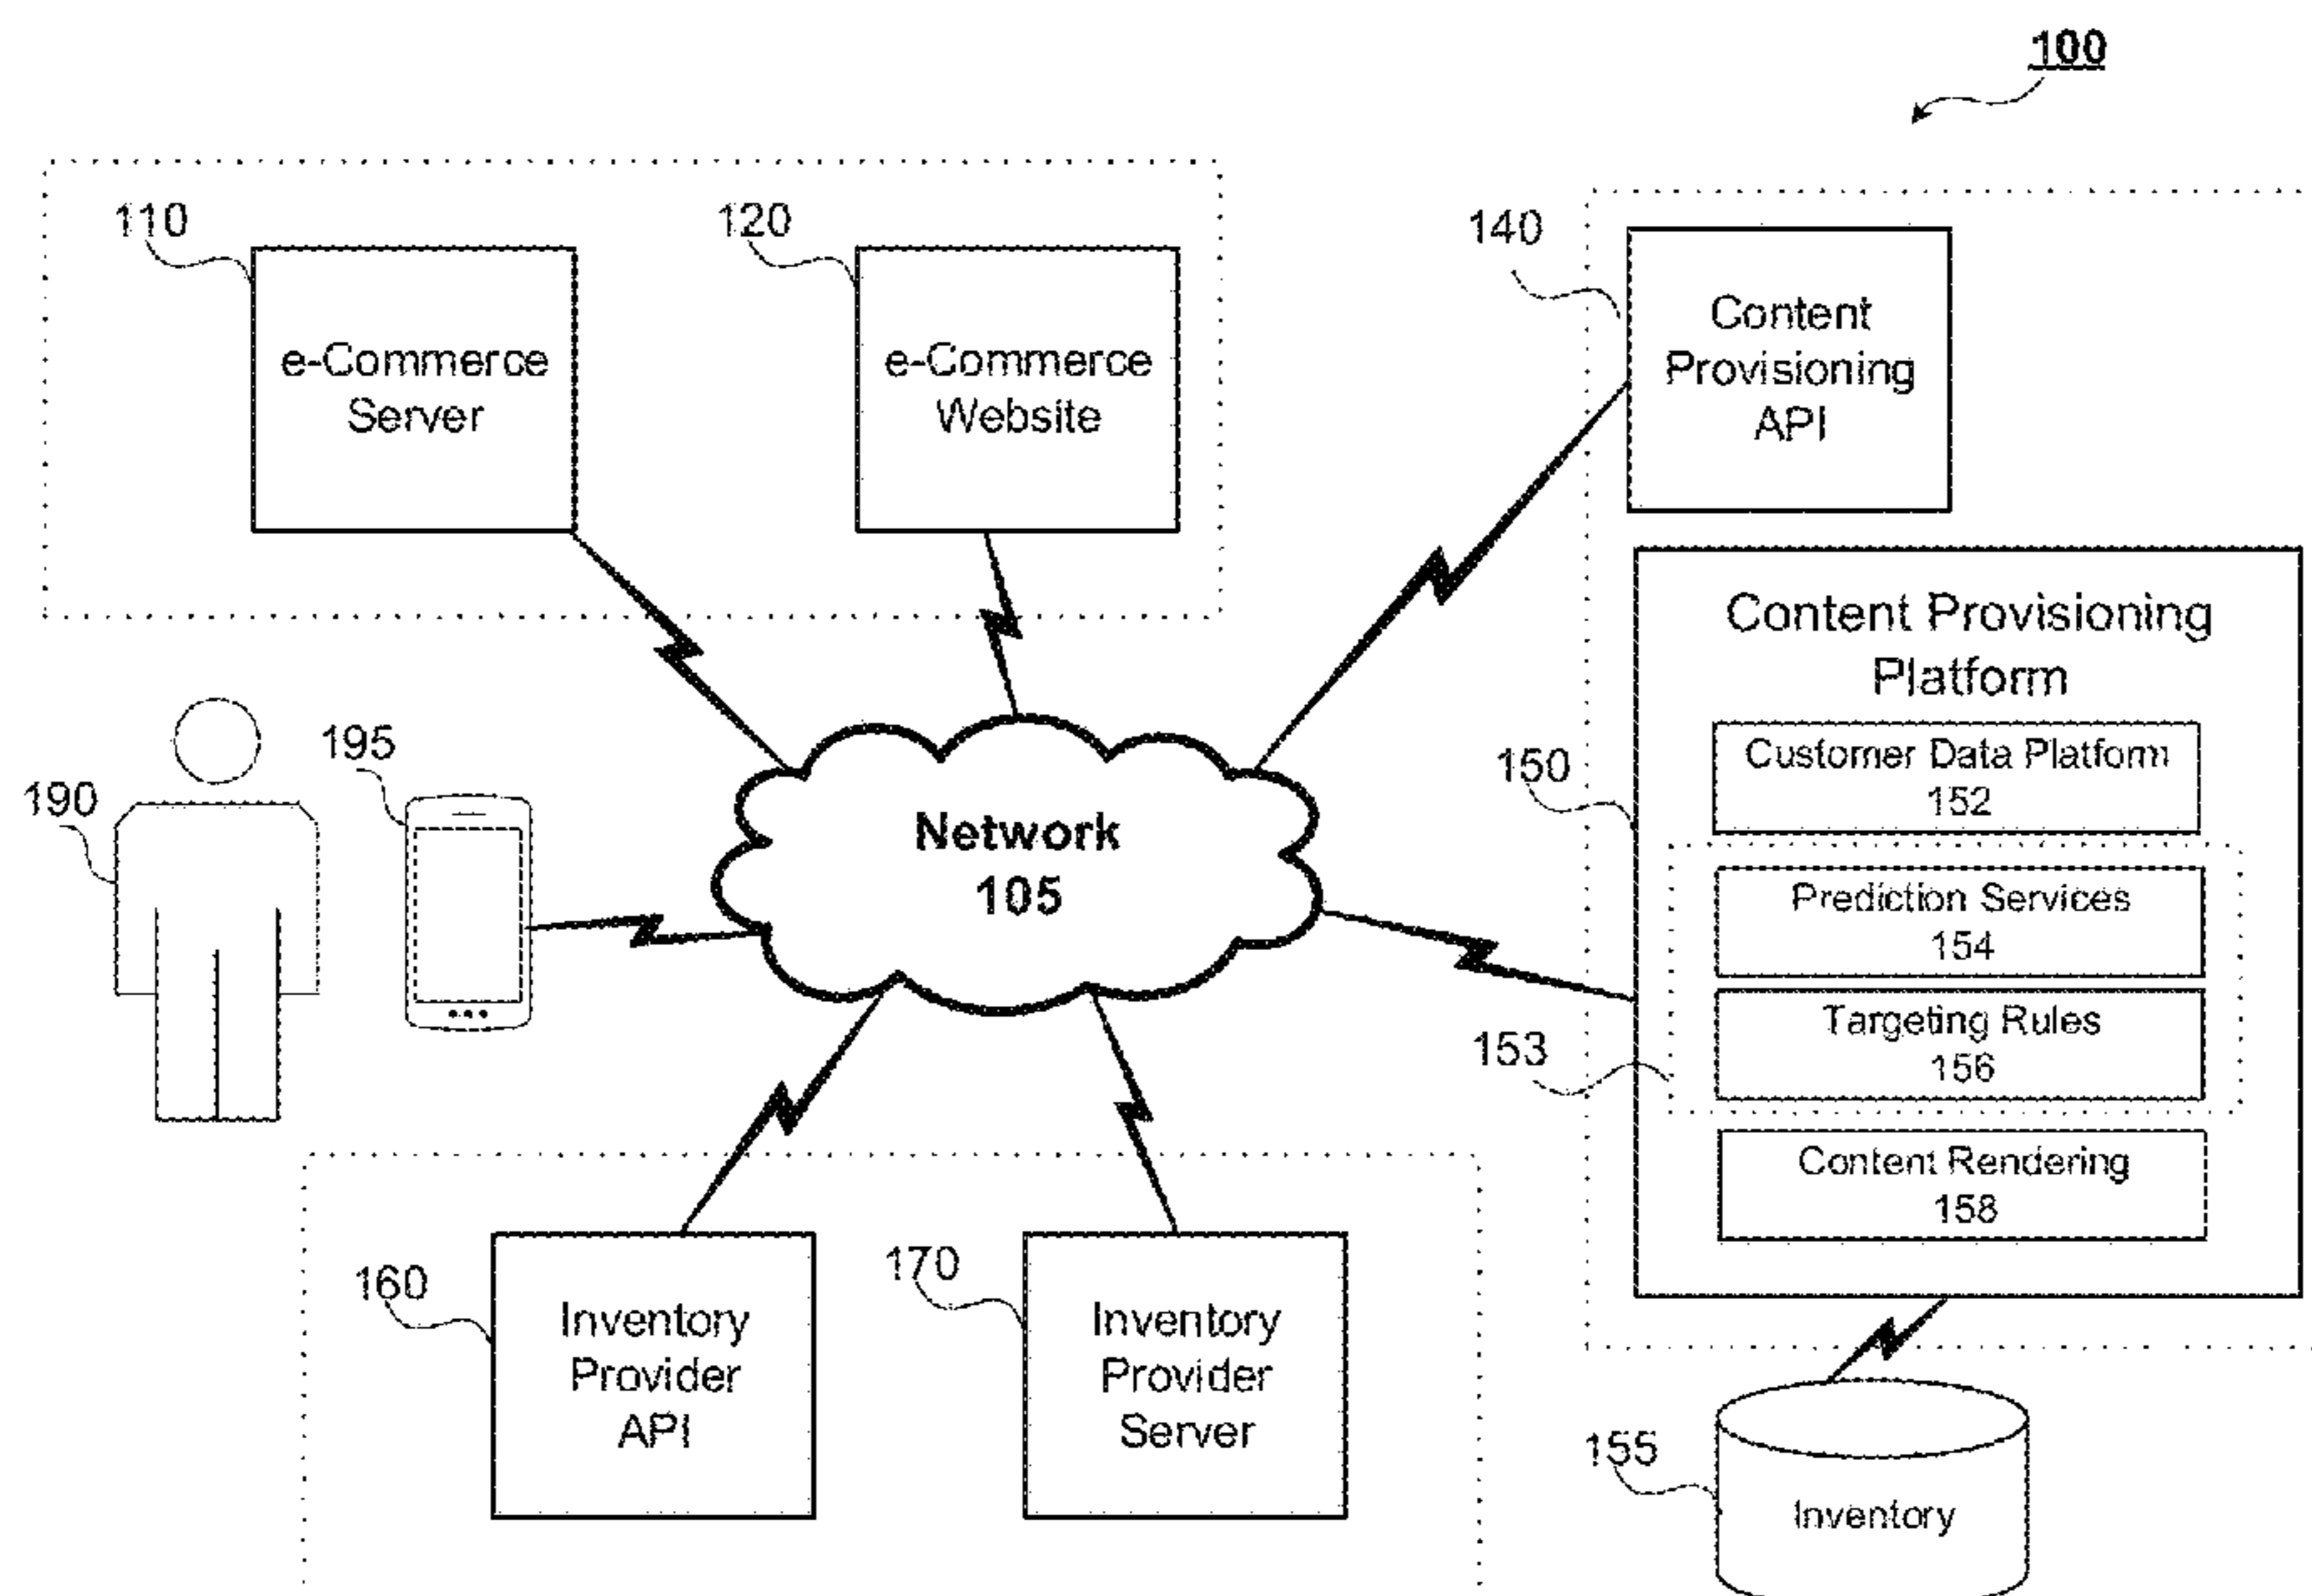 100
110
e-Commerce
Server
120
e-Commerce
Website
140
Content
Provisioning
API
Content Provisioning
Platform
150
Customer Data Platform
152
153
Prediction Services
154
Targeting Rules
156
Content Rendering
158
190
195
Network
105
160
Inventory
Provider
API
170
Inventory
Provider
Server
155
Inventory